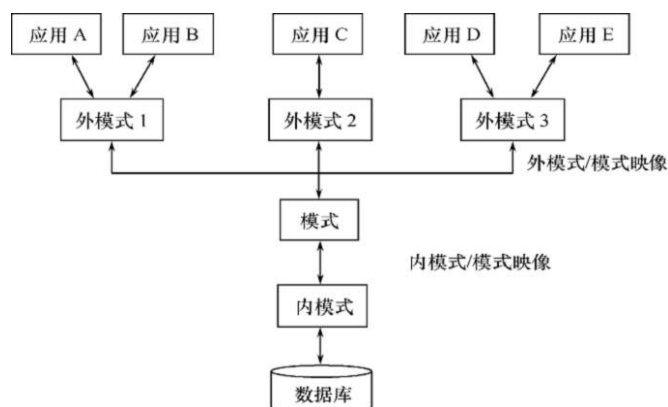 应用 A
应用 B
应用 C
应用 D
应用 E
外模式 1
外模式 2
外模式 3
外模式/模式映像
模式
内模式/模式映像
内模式
数据库